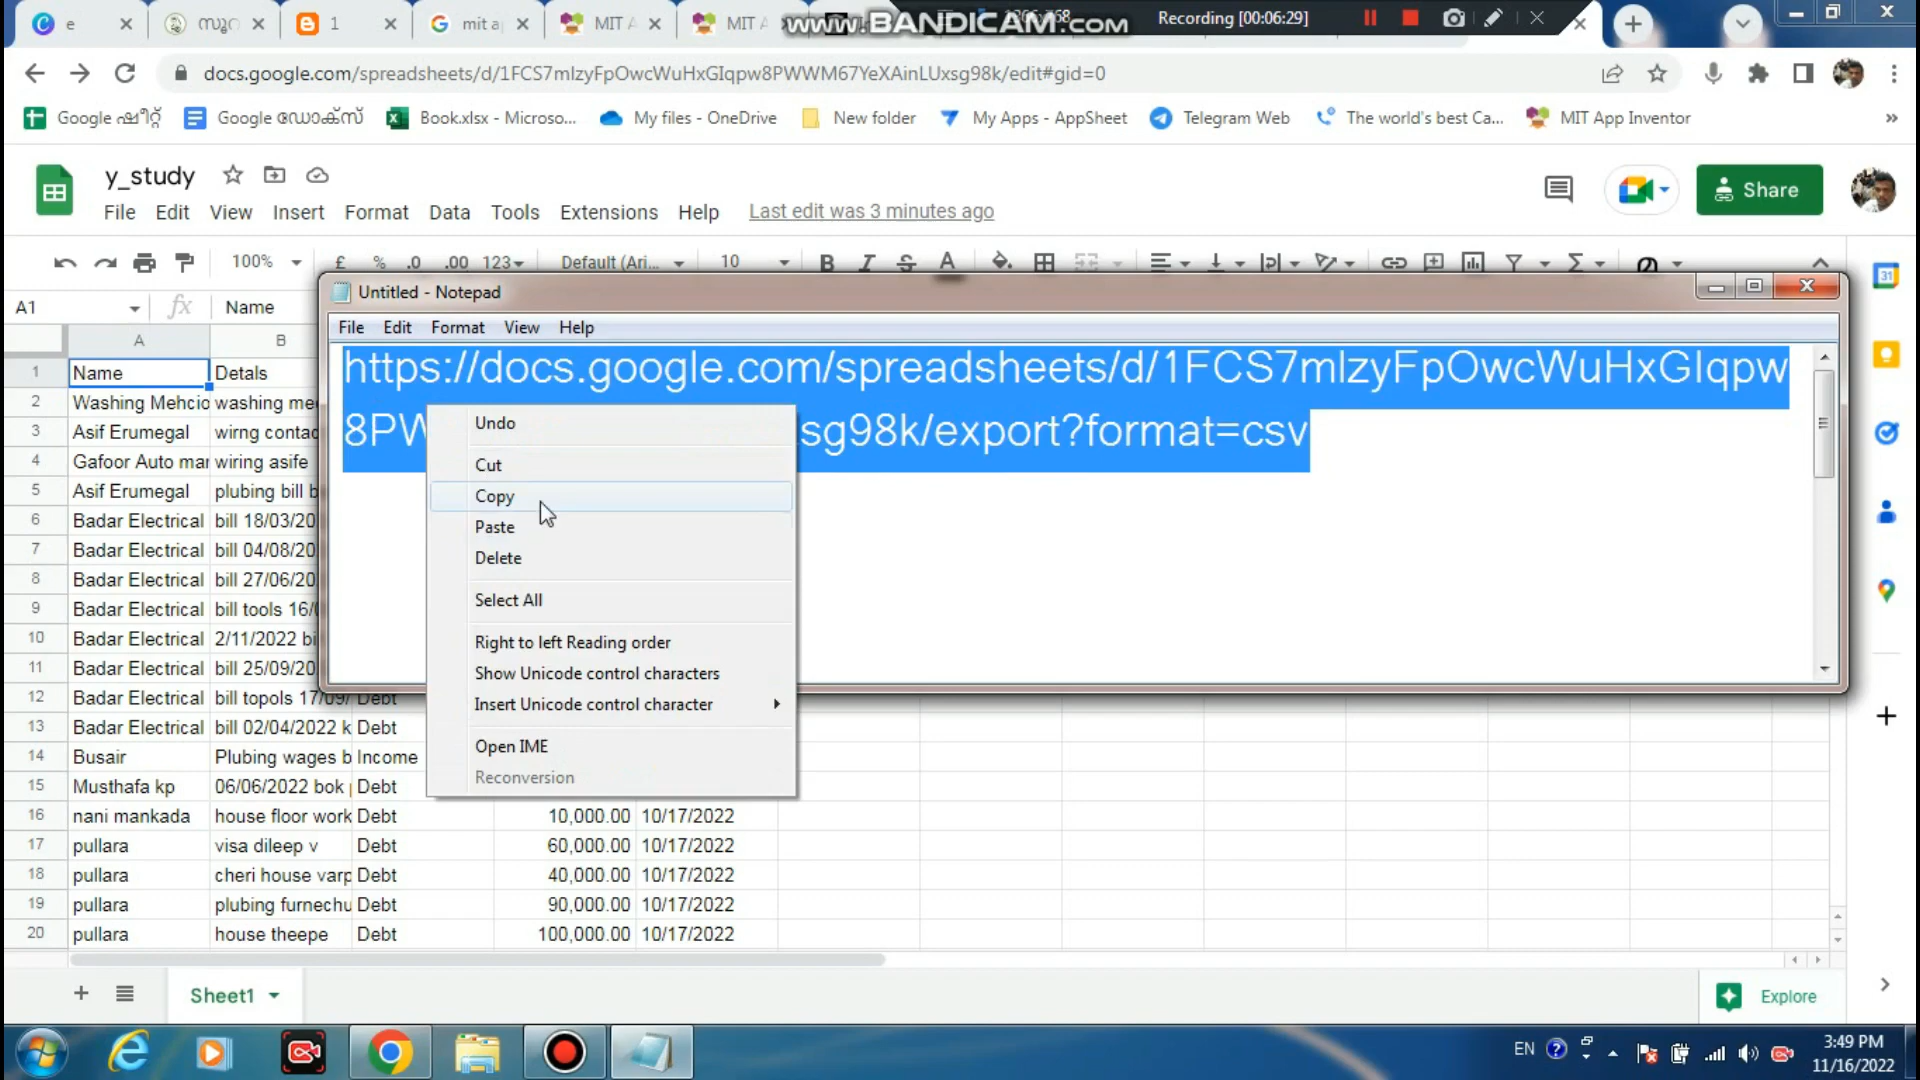 e
സൂറ
1
mit a
MIT A
MIT A
www.BANDICAM.com
Recording [00:06:29]
docs.google.com/spreadsheets/d/1FCS7mlzyFpOwcWuHxGIqpw8PWWM67YeXAinLUxsg98k/edit#gid=0
Google ഷീറ്റ്
Google ഡോക്സ്
Book.xlsx - Microso...
My files - OneDrive
New folder
My Apps - AppSheet
Telegram Web
The world's best Ca...
MIT App Inventor
»
y_study
File Edit View Insert Format Data Tools Extensions Help
Last edit was 3 minutes ago
Share
100% £ % .0 .00 123 Default (Ari... 10 B I S A
A1 fx Name
Untitled - Notepad
File Edit Format View Help
https://docs.google.com/spreadsheets/d/1FCS7mlzyFpOwcWuHxGIqpw
8PW sg98k/export?format=csv
Undo
Cut
Copy
Paste
Delete
Select All
Right to left Reading order
Show Unicode control characters
Insert Unicode control character
Open IME
Reconversion
A B
1 Name Detals
2 Washing Mehcio washing me
3 Asif Erumegal wirng contac
4 Gafoor Auto mar wiring asife
5 Asif Erumegal plubing bill b
6 Badar Electrical bill 18/03/20
7 Badar Electrical bill 04/08/20
8 Badar Electrical bill 27/06/20
9 Badar Electrical bill tools 16/0
10 Badar Electrical 2/11/2022 bi
11 Badar Electrical bill 25/09/20
12 Badar Electrical bill topols 17/09/ Debt
13 Badar Electrical bill 02/04/2022 k Debt
14 Busair Plubing wages b Income
15 Musthafa kp 06/06/2022 bok p Debt
16 nani mankada house floor work Debt 10,000.00 10/17/2022
17 pullara visa dileep v Debt 60,000.00 10/17/2022
18 pullara cheri house varp Debt 40,000.00 10/17/2022
19 pullara plubing furnechu Debt 90,000.00 10/17/2022
20 pullara house theepe Debt 100,000.00 10/17/2022
Sheet1
Explore
EN
3:49 PM
11/16/2022